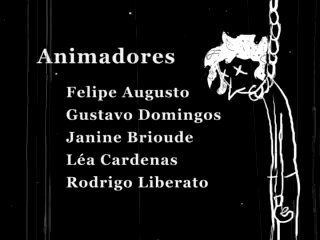 Animadores
Felipe Augusto
Gustavo Domingos
Janine Brioude
Léa Cardenas
Rodrigo Liberato